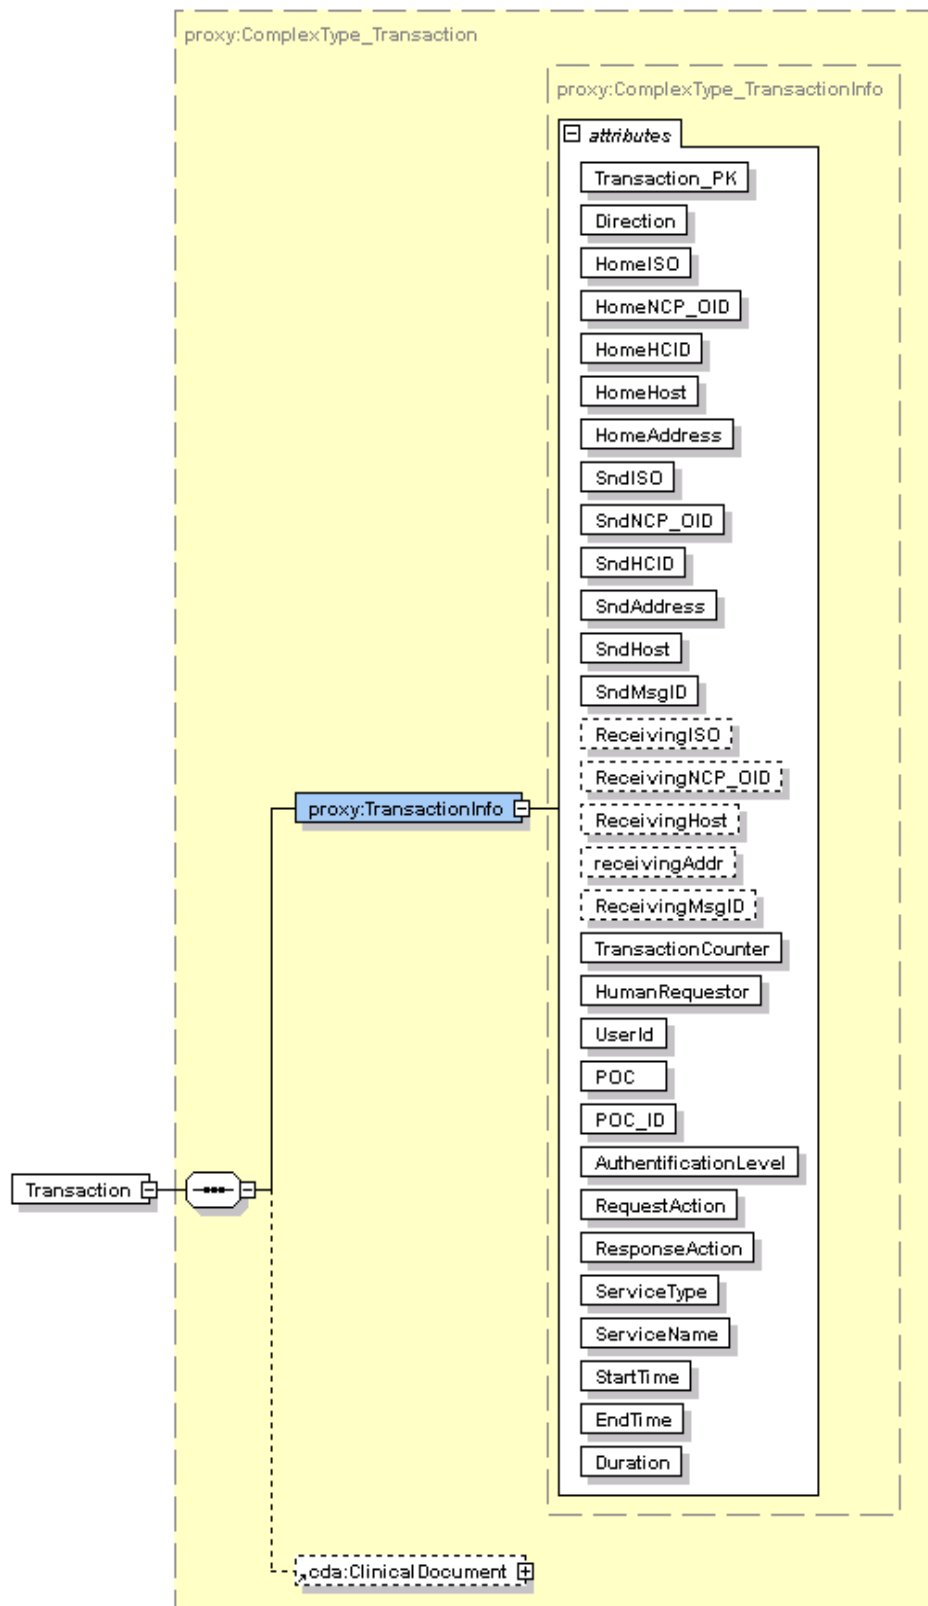 proxy:ComplexType_Transaction
proxy:ComplexType_TransactionInfo
attributes
Transaction_PK
Direction
HomeISO
HomeNCP_OID
HomeHCID
HomeHost
HomeAddress
SndISO
SndNCP_OID
SndHCID
SndAddress
SndHost
SndMsgID
ReceivingISO
ReceivingNCP_OID
proxy:TransactionInfo
ReceivingHost
receivingAddr
ReceivingMsgID
TransactionCounter
HumanRequestor
UserId
POC
POC_ID
AuthentificationLevel
Transaction
RequestAction
ResponseAction
ServiceType
ServiceName
StartTime
EndTime
Duration
cda:ClinicalDocument